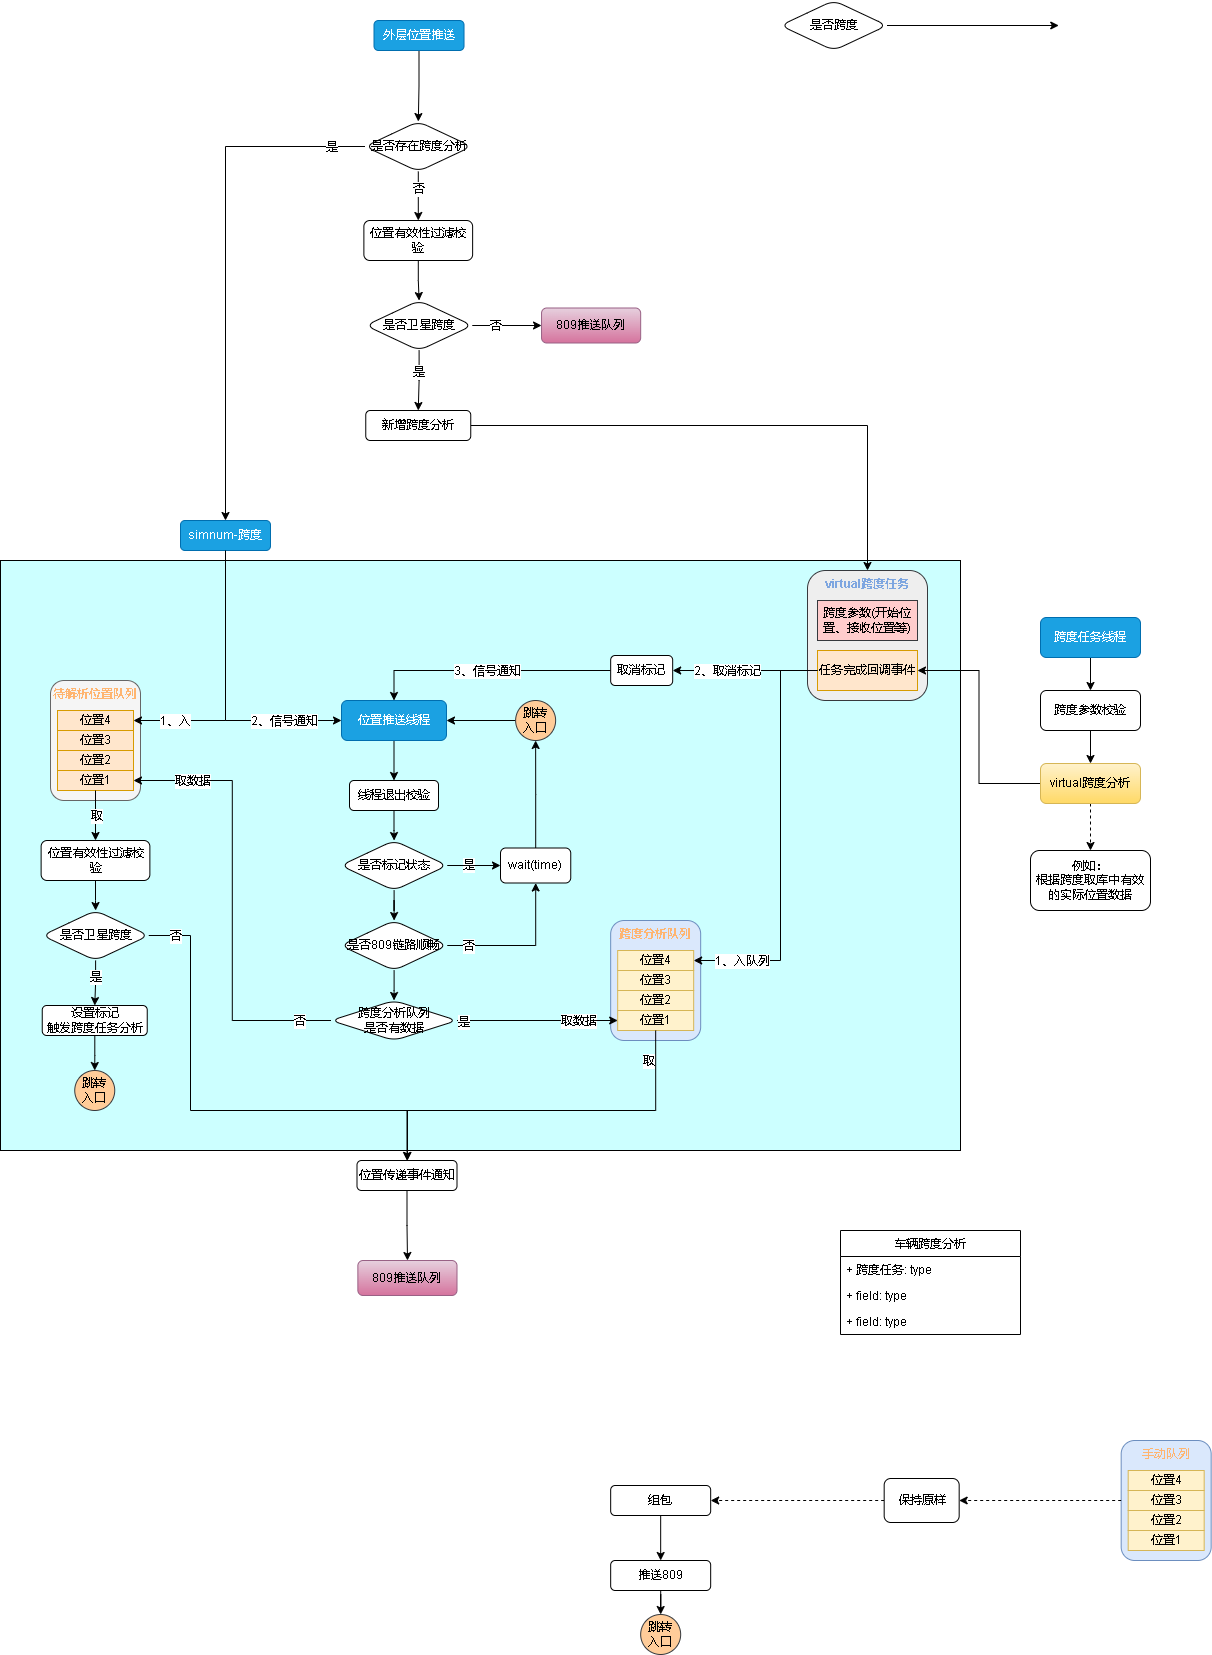 是否跨度
外层位置推送
是否存在跨度分析
是
否
位置有效性过滤校
验
是否卫星跨度
否
809推送队列
是
新增跨度分析
simnum-跨度
virtual跨度任务
跨度参数(开始位
置、接收位置等)
任务完成回调事件
跨度任务线程
跨度参数校验
virtual跨度分析
例如：
根据跨度取库中有效
的实际位置数据
3、信号通知
取消标记
2、取消标记
待解析位置队列
位置4
位置3
位置2
位置1
1、入
2、信号通知
位置推送线程
跳转
入口
取数据
线程退出校验
取
位置有效性过滤校
验
是否标记状态
是
wait(time)
是否卫星跨度
否
是否809链路顺畅
否
跨度分析队列
位置4
位置3
位置2
位置1
1、入队列
是
设置标记
触发跨度任务分析
否
跨度分析队列
是否有数据
是
取数据
取
跳转
入口
位置传递事件通知
809推送队列
车辆跨度分析
+ 跨度任务: type
+ field: type
+ field: type
手动队列
位置4
位置3
位置2
位置1
保持原样
组包
推送809
跳转
入口